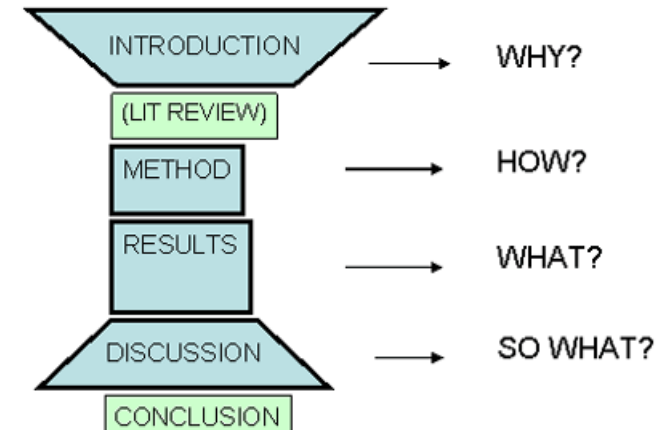 INTRODUCTION
WHY?
(LIT REVIEW)
METHOD
HOW?
RESULTS
WHAT?
DISCUSSION
SO WHAT?
CONCLUSION